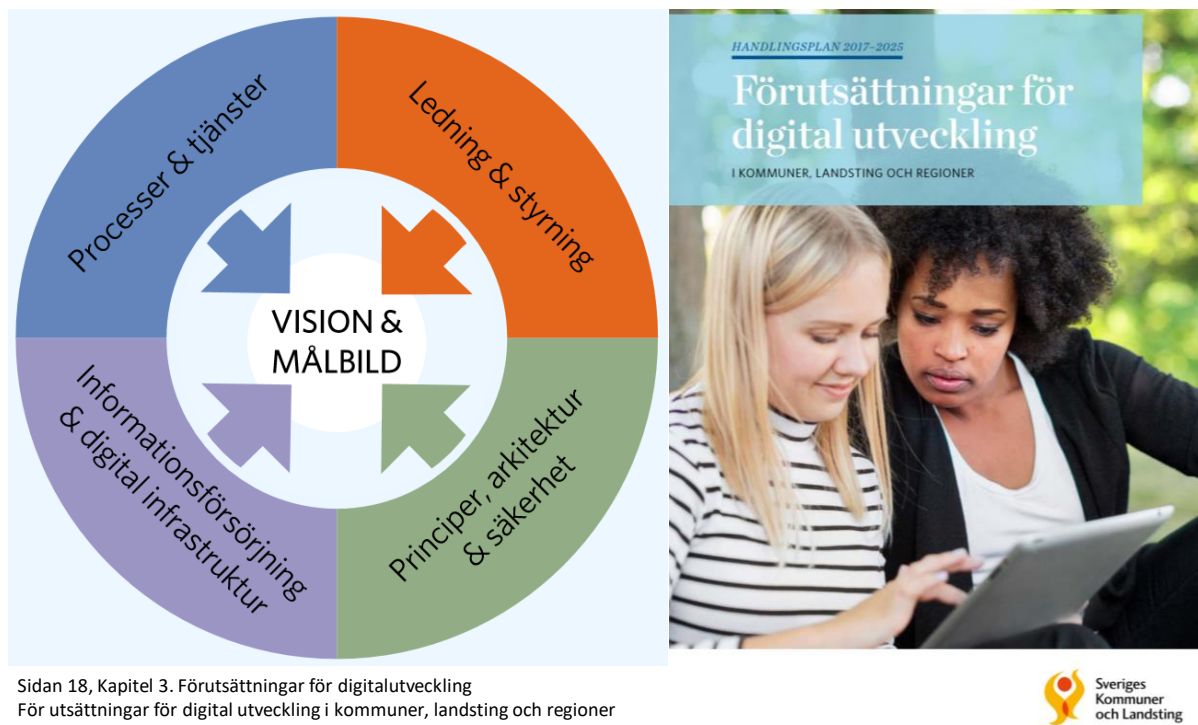 Processer & tjänster
Ledning & styrning
VISION &
MÅLBILD
Informationsförsörjning
& digital infrastruktur
Principer, arkitektur
& säkerhet
HANDLINGSPLAN 2017–2025
Förutsättningar för
digital utveckling
I KOMMUNER, LANDSTING OCH REGIONER
Sidan 18, Kapitel 3. Förutsättningar för digitalutveckling
För utsättningar för digital utveckling i kommuner, landsting och regioner
Sveriges
Kommuner
och Landsting